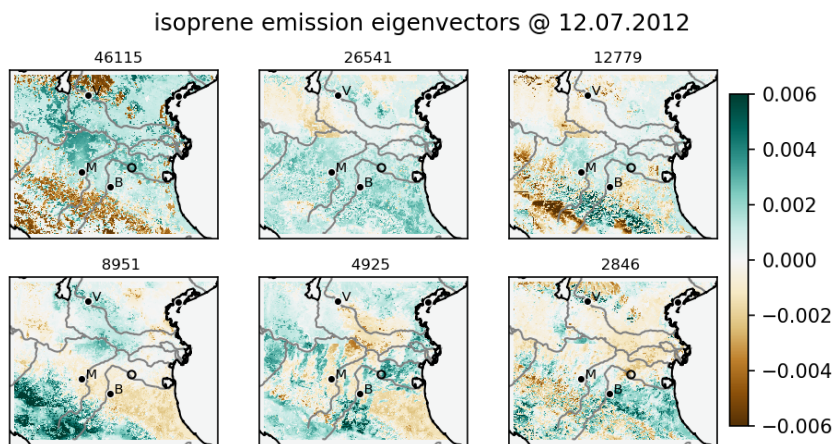 isoprene emission eigenvectors @ 12.07.2012
46115
26541
12779
V
M
B
V
M
B
V
M
B
8951
4925
2846
V
M
B
V
M
B
V
M
B
0.006
0.004
0.002
0.000
−0.002
−0.004
−0.006